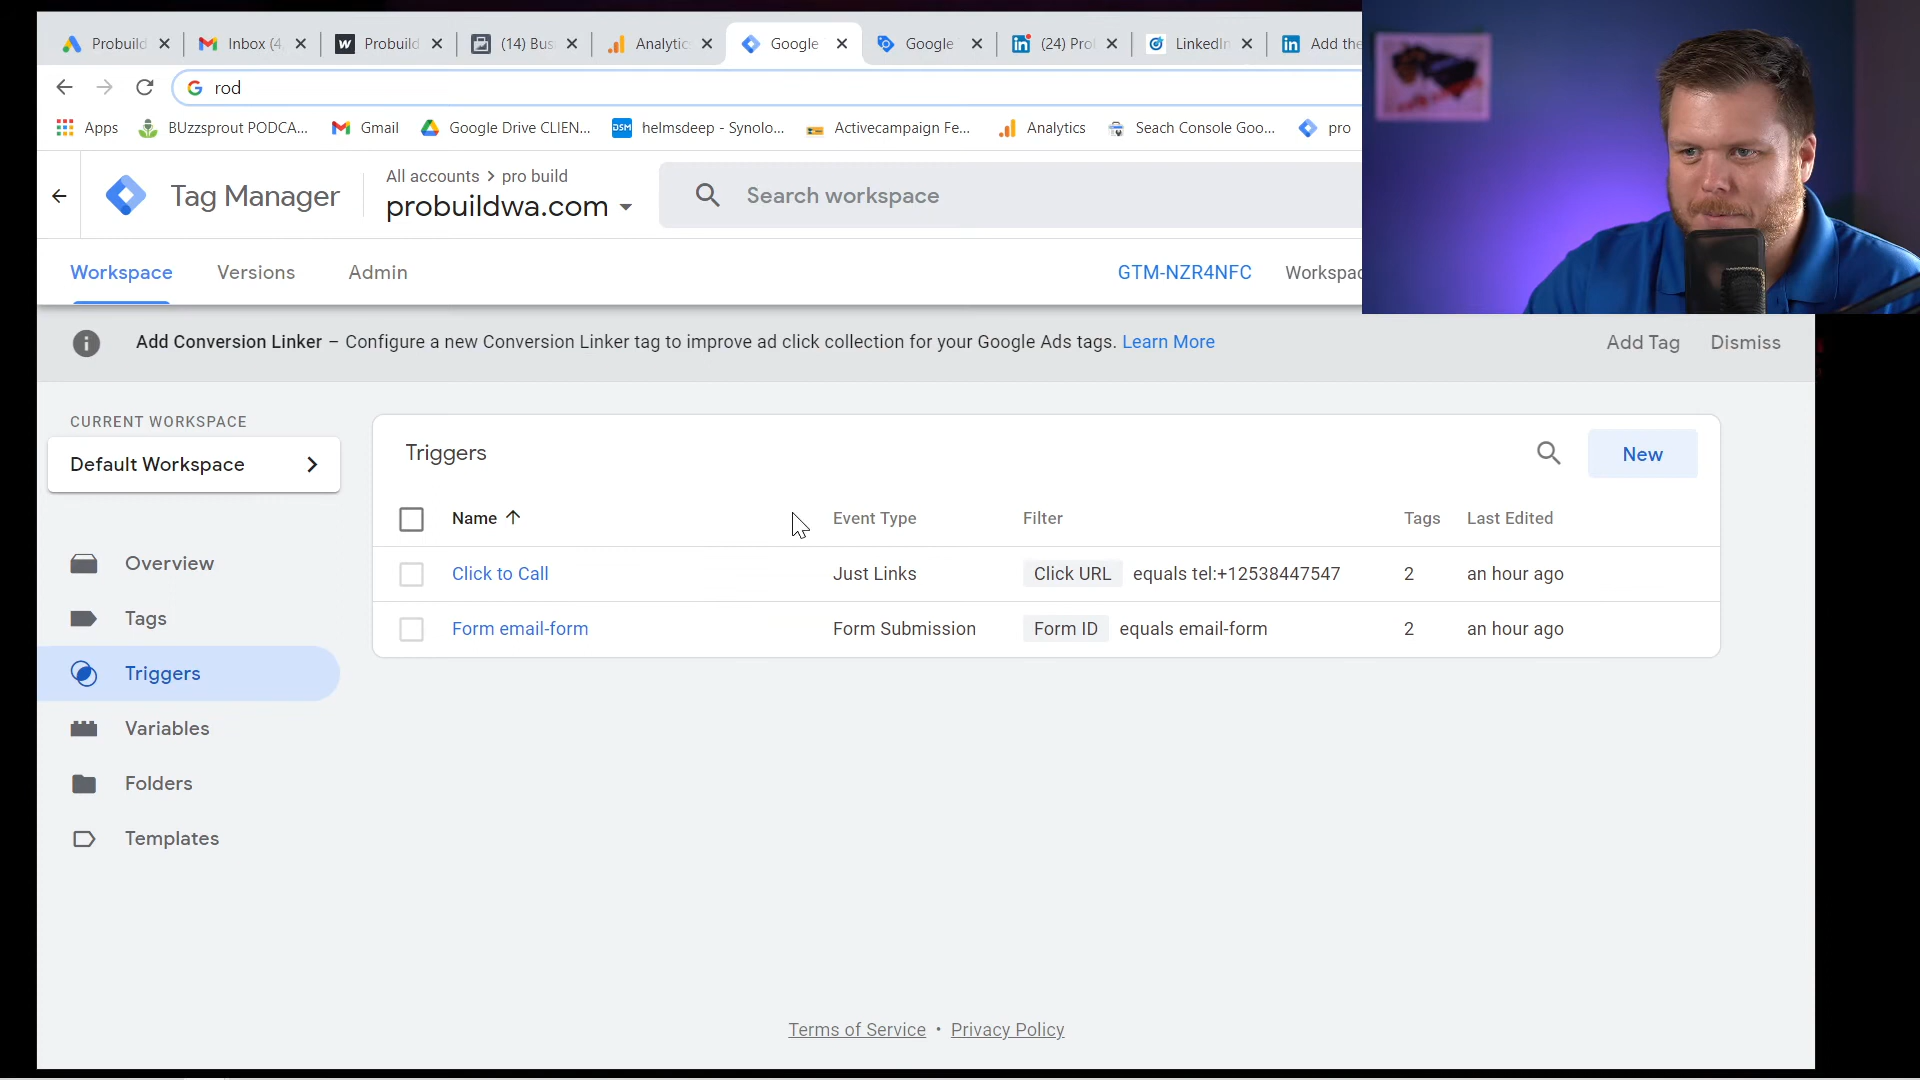 Probuild
Inbox (4
Probuild
(14) Bus
Analytic
Google
Google
(24) Pro
LinkedIn
Add the
rod
Apps
BUzzsprout PODCA...
Gmail
Google Drive CLIEN...
helmsdeep - Synolo...
Activecampaign Fe...
Analytics
Seach Console Goo...
pro
Tag Manager
All accounts > pro build
probuildwa.com
Search workspace
Workspace
Versions
Admin
GTM-NZR4NFC
Workspac
Add Conversion Linker – Configure a new Conversion Linker tag to improve ad click collection for your Google Ads tags. Learn More
Add Tag
Dismiss
CURRENT WORKSPACE
Default Workspace
Overview
Tags
Triggers
Variables
Folders
Templates
Triggers
New
Name
Event Type
Filter
Tags
Last Edited
Click to Call
Just Links
Click URL equals tel:+12538447547
2
an hour ago
Form email-form
Form Submission
Form ID equals email-form
2
an hour ago
Terms of Service • Privacy Policy